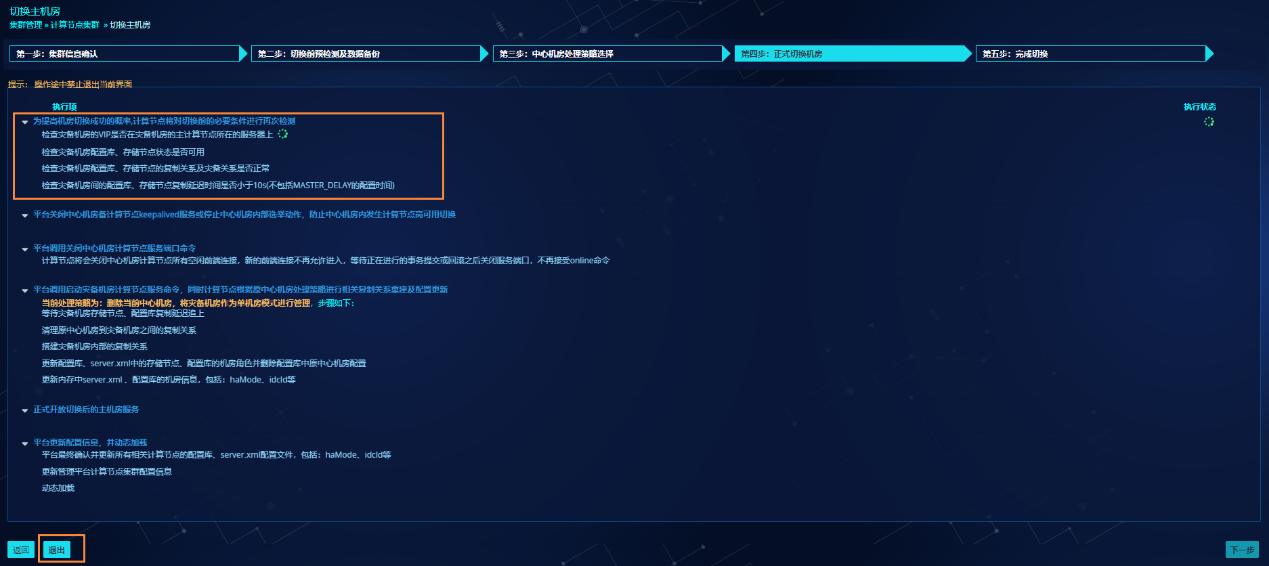 切换主机房
集群管理 » 计算节点集群 » 切换主机房
第一步：集群信息确认
第二步：切换前预检测及数据备份
第三步：中心机房处理策略选择
第四步：正式切换机房
第五步：完成切换
提示： 操作途中禁止退出当前界面
执行项
执行状态
为提高机房切换成功的概率,计算节点将对切换前的必要条件进行再次检测
检查灾备机房的VIP是否在灾备机房的主计算节点所在的服务器上
检查灾备机房配置库、存储节点状态是否可用
检查灾备机房配置库、存储节点的复制关系及灾备关系是否正常
检查灾备机房间的配置库、存储节点复制延迟时间是否小于10s(不包括MASTER_DELAY的配置时间)
平台关闭中心机房备计算节点keepalived服务或停止中心机房内部选举动作，防止中心机房内发生计算节点高可用切换
平台调用关闭中心机房计算节点服务端口命令
计算节点将会关闭中心机房计算节点所有空闲前端连接，新的前端连接不再允许进入，等待正在进行的事务提交或回滚之后关闭服务端口，不再接受online命令
平台调用启动灾备机房计算节点服务命令，同时计算节点根据原中心机房处理策略进行相关复制关系重建及配置更新
当前处理策略为：删除当前中心机房，将灾备机房作为单机房模式进行管理，步骤如下：
等待灾备机房存储节点、配置库复制延迟追上
清理原中心机房到灾备机房之间的复制关系
搭建灾备机房内部的复制关系
更新配置库、server.xml中的存储节点、配置库的机房角色并删除配置库中原中心机房配置
更新内存中server.xml 、配置库的机房信息，包括：haMode、idcId等
正式开放切换后的主机房服务
平台更新配置信息，并动态加载
平台最终确认并更新所有相关计算节点的配置库、server.xml配置文件，包括：haMode、idcId等
更新管理平台计算节点集群配置信息
动态加载
返回
退出
下一步